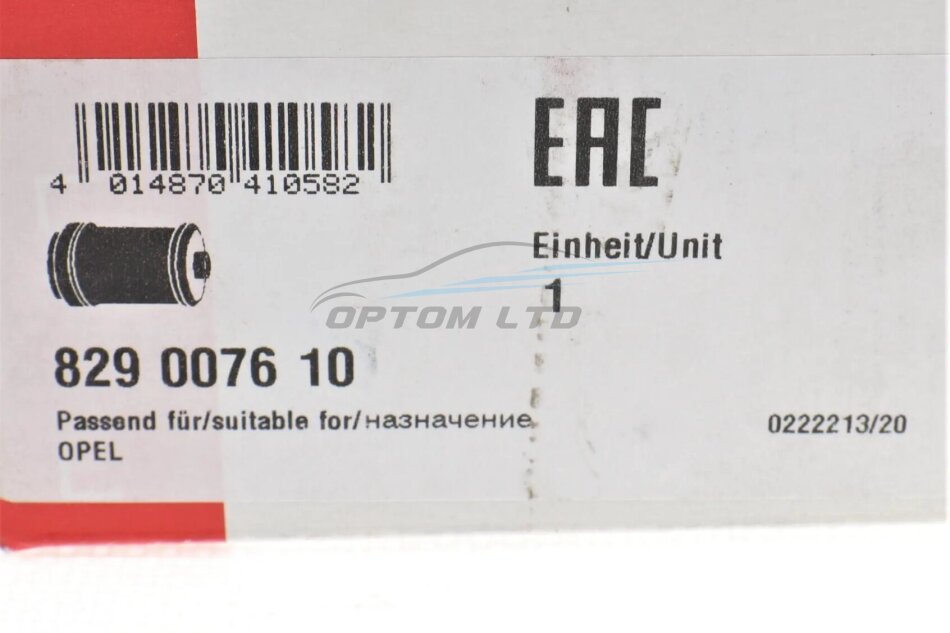 4 014870 410582
EAC
Einheit/Unit
1
OPTOM LTD
829 0076 10
Passend für/suitable for/назначение
OPEL
0222213/20